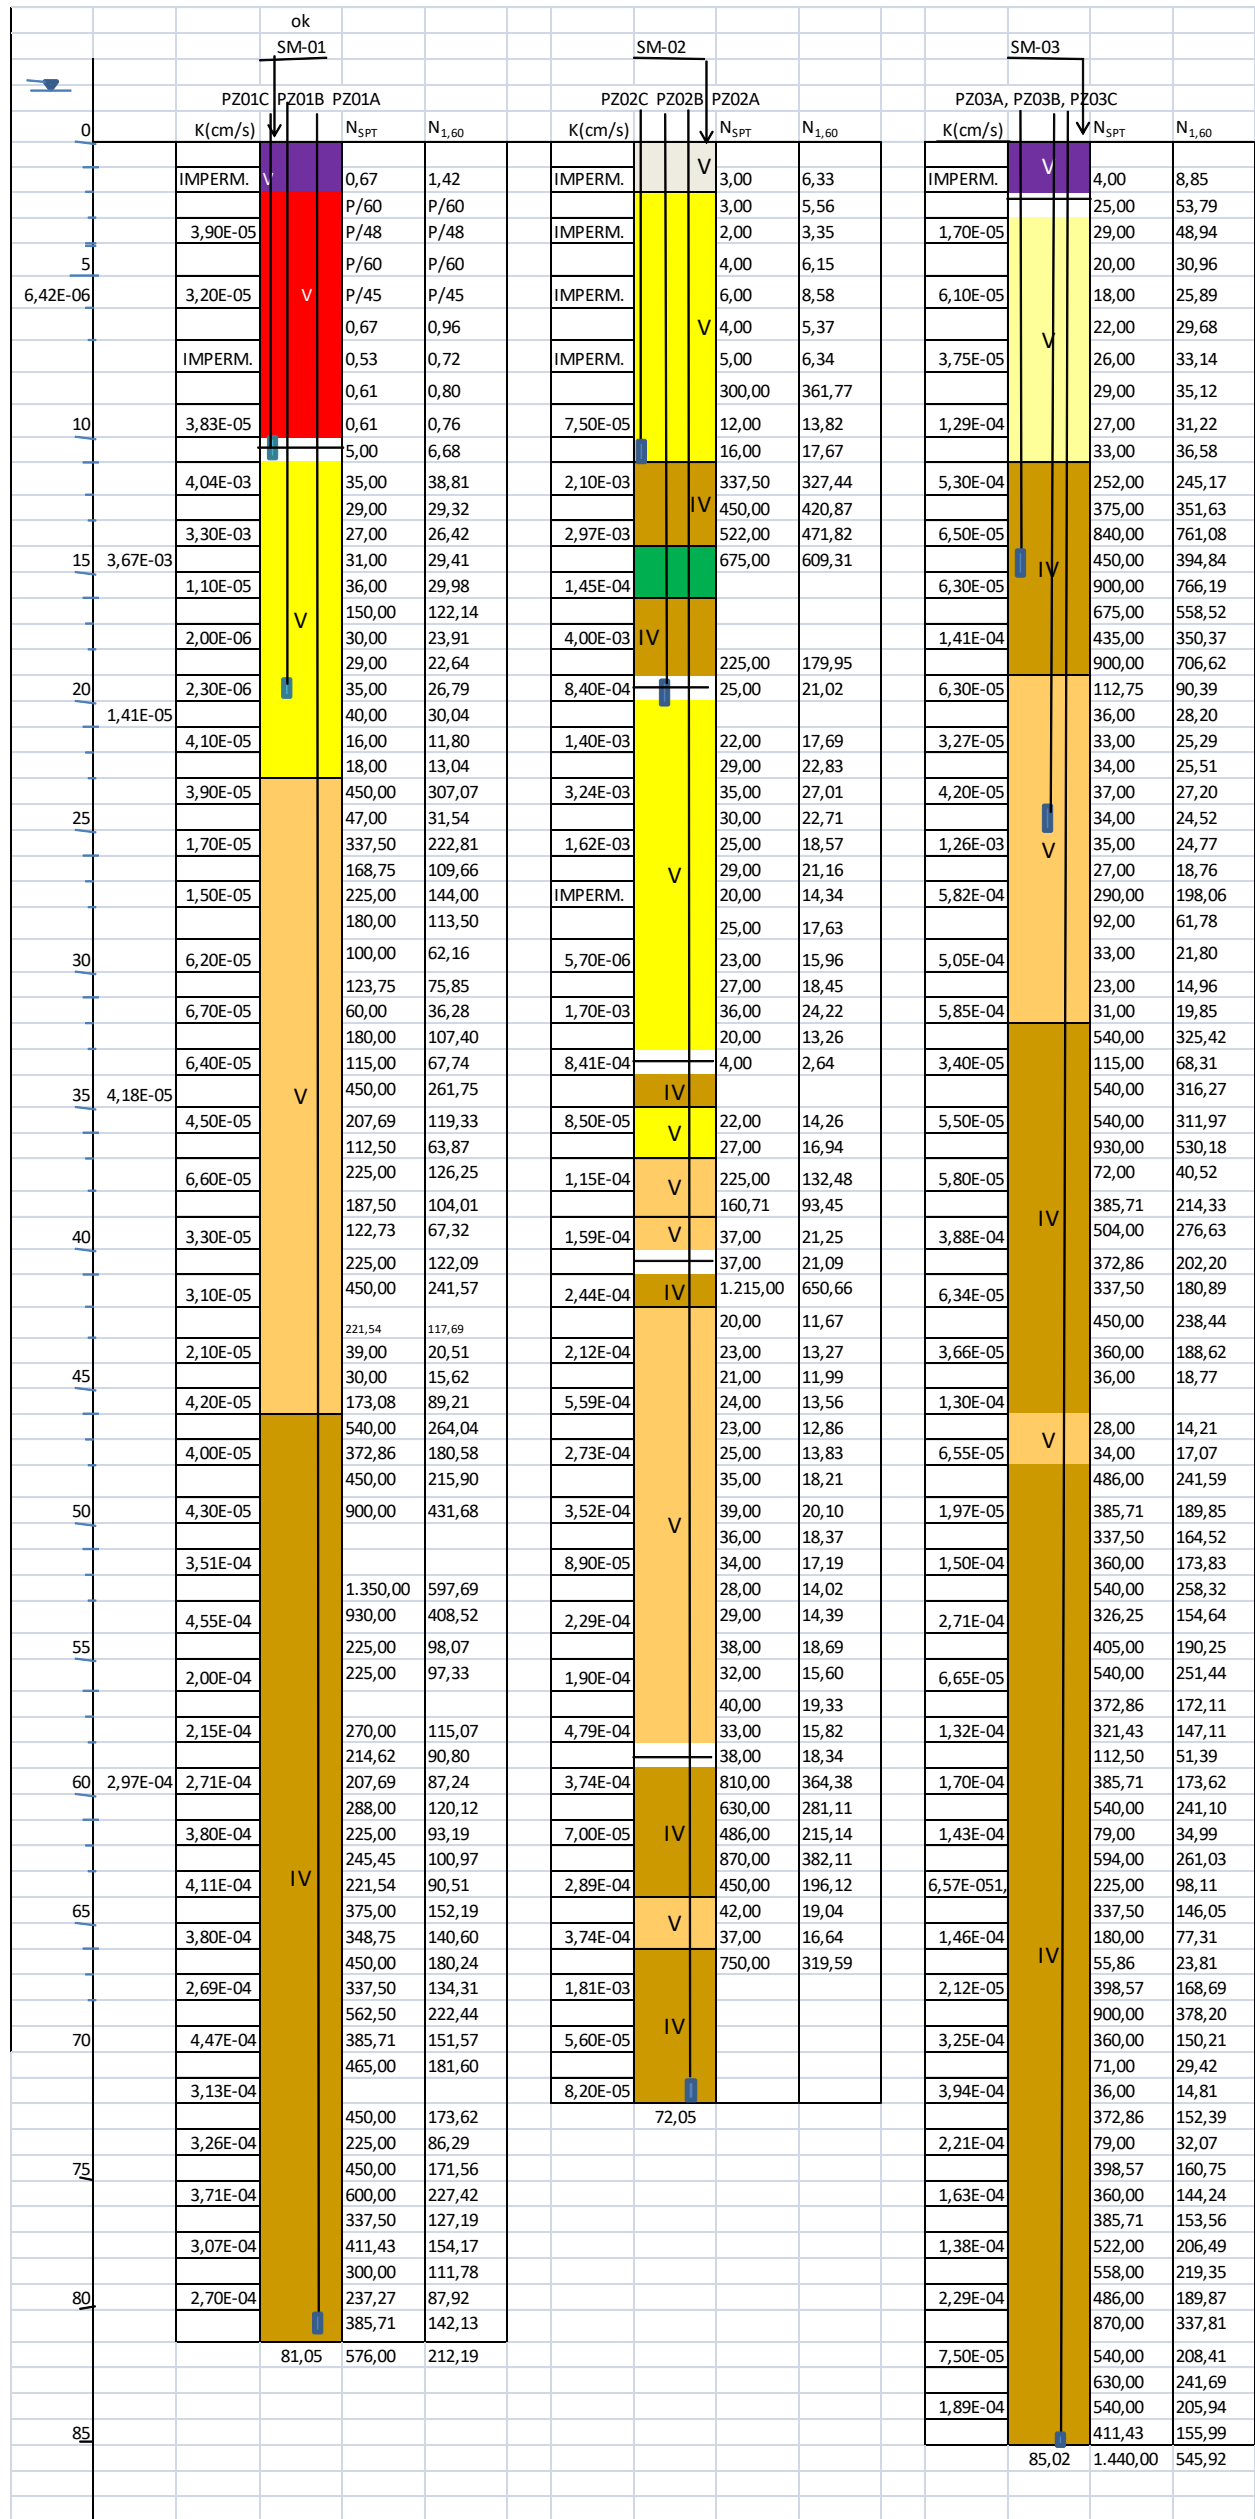 ok
SM-01 SM-02 SM-03
PZ01C PZ01B PZ01A PZ02C PZ02B PZ02A PZ03A, PZ03B, PZ03C
0 K(cm/s) NSPT N1,60 K(cm/s) NSPT N1,60 K(cm/s) NSPT N1,60
V V
IMPERM. V 0,67 1,42 IMPERM. 3,00 6,33 IMPERM. 4,00 8,85
P/60 P/60 3,00 5,56 25,00 53,79
3,90E-05 P/48 P/48 IMPERM. 2,00 3,35 1,70E-05 29,00 48,94
5 P/60 P/60 4,00 6,15 20,00 30,96
6,42E-06 3,20E-05 V P/45 P/45 IMPERM. 6,00 8,58 6,10E-05 18,00 25,89
0,67 0,96 V 4,00 5,37 22,00 29,68
V
IMPERM. 0,53 0,72 IMPERM. 5,00 6,34 3,75E-05 26,00 33,14
0,61 0,80 300,00 361,77 29,00 35,12
10 3,83E-05 0,61 0,76 7,50E-05 12,00 13,82 1,29E-04 27,00 31,22
5,00 6,68 16,00 17,67 33,00 36,58
4,04E-03 35,00 38,81 2,10E-03 337,50 327,44 5,30E-04 252,00 245,17
29,00 29,32 IV 450,00 420,87 375,00 351,63
3,30E-03 27,00 26,42 2,97E-03 522,00 471,82 6,50E-05 840,00 761,08
15 3,67E-03 31,00 29,41 675,00 609,31 IV 450,00 394,84
1,10E-05 36,00 29,98 1,45E-04 6,30E-05 900,00 766,19
V 150,00 122,14 675,00 558,52
2,00E-06 30,00 23,91 4,00E-03 IV 1,41E-04 435,00 350,37
29,00 22,64 225,00 179,95 900,00 706,62
20 2,30E-06 35,00 26,79 8,40E-04 25,00 21,02 6,30E-05 112,75 90,39
1,41E-05 40,00 30,04 36,00 28,20
4,10E-05 16,00 11,80 1,40E-03 22,00 17,69 3,27E-05 33,00 25,29
18,00 13,04 29,00 22,83 34,00 25,51
3,90E-05 450,00 307,07 3,24E-03 35,00 27,01 4,20E-05 37,00 27,20
25 47,00 31,54 30,00 22,71 34,00 24,52
1,70E-05 337,50 222,81 1,62E-03 25,00 18,57 1,26E-03 V 35,00 24,77
168,75 109,66 V 29,00 21,16 27,00 18,76
1,50E-05 225,00 144,00 IMPERM. 20,00 14,34 5,82E-04 290,00 198,06
180,00 113,50 25,00 17,63 92,00 61,78
30 6,20E-05 100,00 62,16 5,70E-06 23,00 15,96 5,05E-04 33,00 21,80
123,75 75,85 27,00 18,45 23,00 14,96
6,70E-05 60,00 36,28 1,70E-03 36,00 24,22 5,85E-04 31,00 19,85
180,00 107,40 20,00 13,26 540,00 325,42
6,40E-05 115,00 67,74 8,41E-04 4,00 2,64 3,40E-05 115,00 68,31
35 4,18E-05 V 450,00 261,75 IV 540,00 316,27
4,50E-05 207,69 119,33 8,50E-05 V 22,00 14,26 5,50E-05 540,00 311,97
112,50 63,87 27,00 16,94 930,00 530,18
6,60E-05 225,00 126,25 1,15E-04 V 225,00 132,48 5,80E-05 72,00 40,52
187,50 104,01 160,71 93,45 IV 385,71 214,33
40 3,30E-05 122,73 67,32 1,59E-04 V 37,00 21,25 3,88E-04 504,00 276,63
225,00 122,09 37,00 21,09 372,86 202,20
3,10E-05 450,00 241,57 2,44E-04 IV 1.215,00 650,66 6,34E-05 337,50 180,89
221,54 117,69 20,00 11,67 450,00 238,44
2,10E-05 39,00 20,51 2,12E-04 23,00 13,27 3,66E-05 360,00 188,62
45 30,00 15,62 21,00 11,99 36,00 18,77
4,20E-05 173,08 89,21 5,59E-04 24,00 13,56 1,30E-04
540,00 264,04 23,00 12,86 V 28,00 14,21
4,00E-05 372,86 180,58 2,73E-04 25,00 13,83 6,55E-05 34,00 17,07
450,00 215,90 35,00 18,21 486,00 241,59
50 4,30E-05 900,00 431,68 3,52E-04 V 39,00 20,10 1,97E-05 385,71 189,85
36,00 18,37 337,50 164,52
3,51E-04 8,90E-05 34,00 17,19 1,50E-04 360,00 173,83
1.350,00 597,69 28,00 14,02 540,00 258,32
4,55E-04 930,00 408,52 2,29E-04 29,00 14,39 2,71E-04 326,25 154,64
55 225,00 98,07 38,00 18,69 405,00 190,25
2,00E-04 225,00 97,33 1,90E-04 32,00 15,60 6,65E-05 540,00 251,44
40,00 19,33 372,86 172,11
2,15E-04 270,00 115,07 4,79E-04 33,00 15,82 1,32E-04 321,43 147,11
214,62 90,80 38,00 18,34 112,50 51,39
60 2,97E-04 2,71E-04 207,69 87,24 3,74E-04 810,00 364,38 1,70E-04 385,71 173,62
288,00 120,12 630,00 281,11 540,00 241,10
3,80E-04 225,00 93,19 7,00E-05 IV 486,00 215,14 1,43E-04 79,00 34,99
245,45 100,97 870,00 382,11 594,00 261,03
4,11E-04 IV 221,54 90,51 2,89E-04 450,00 196,12 6,57E-051, 225,00 98,11
65 375,00 152,19 V 42,00 19,04 337,50 146,05
3,80E-04 348,75 140,60 3,74E-04 37,00 16,64 1,46E-04 180,00 77,31
450,00 180,24 750,00 319,59 IV 55,86 23,81
2,69E-04 337,50 134,31 1,81E-03 2,12E-05 398,57 168,69
562,50 222,44 IV 900,00 378,20
70 4,47E-04 385,71 151,57 5,60E-05 3,25E-04 360,00 150,21
465,00 181,60 71,00 29,42
3,13E-04 8,20E-05 3,94E-04 36,00 14,81
450,00 173,62 72,05 372,86 152,39
3,26E-04 225,00 86,29 2,21E-04 79,00 32,07
75 450,00 171,56 398,57 160,75
3,71E-04 600,00 227,42 1,63E-04 360,00 144,24
337,50 127,19 385,71 153,56
3,07E-04 411,43 154,17 1,38E-04 522,00 206,49
300,00 111,78 558,00 219,35
80 2,70E-04 237,27 87,92 2,29E-04 486,00 189,87
385,71 142,13 870,00 337,81
81,05 576,00 212,19 7,50E-05 540,00 208,41
630,00 241,69
1,89E-04 540,00 205,94
85 411,43 155,99
85,02 1.440,00 545,92